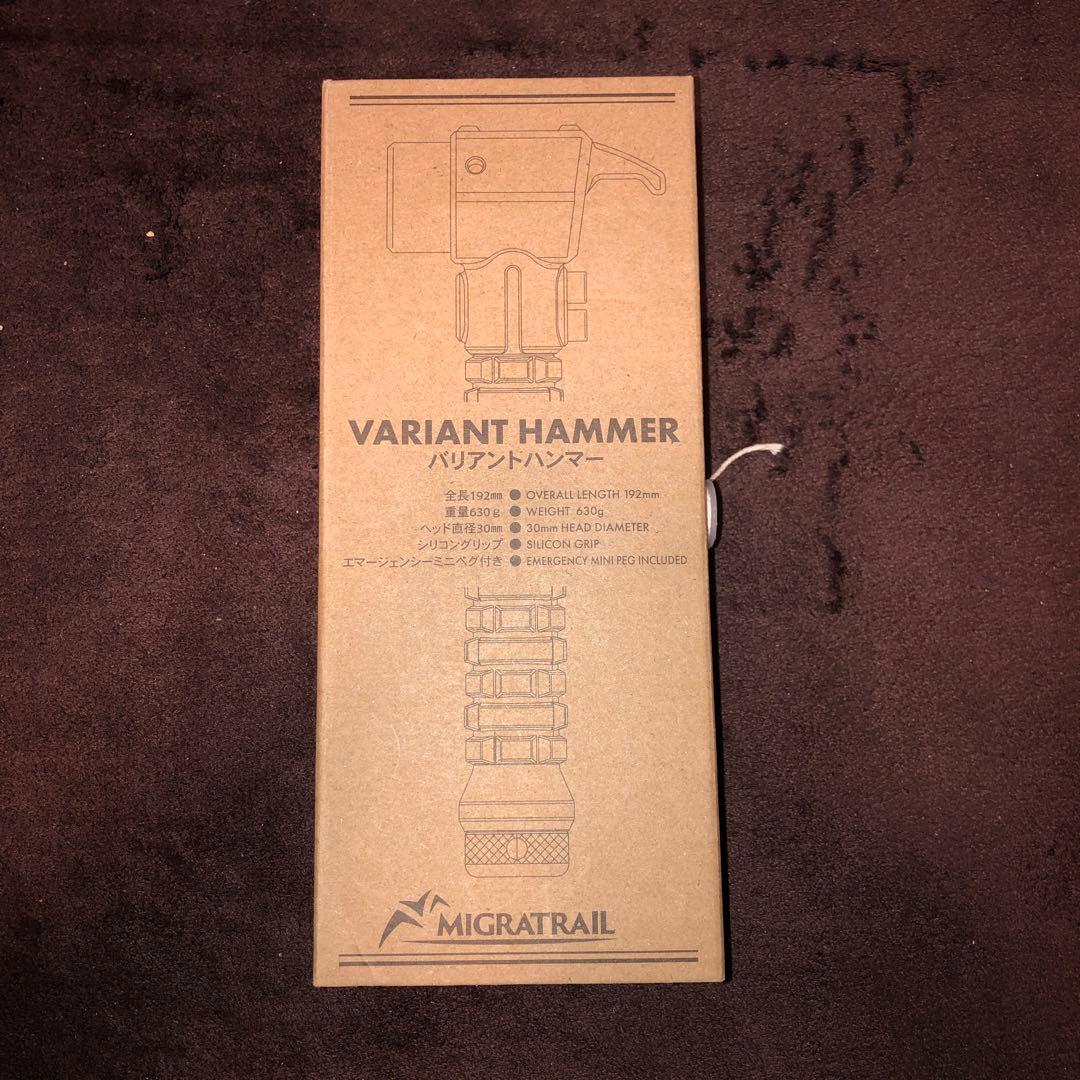 VARIANT HAMMER
バリアントハンマー
全長192㎜ ● OVERALL LENGTH 192mm
重量630g ● WEIGHT 630g
ヘッド直径30㎜ ● 30mm HEAD DIAMETER
シリコングリップ ● SILICON GRIP
エマージェンシーミニペグ付き ● EMERGENCY MINI PEG INCLUDED
MIGRATRAIL